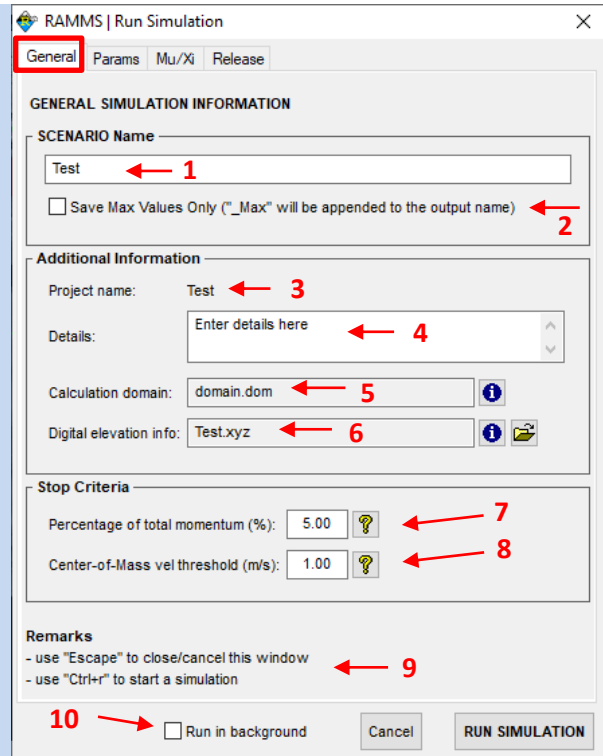 RAMMS | Run Simulation
General Params Mu/Xi Release
GENERAL SIMULATION INFORMATION
SCENARIO Name
Test 1
Save Max Values Only ("_Max" will be appended to the output name)
2
Additional Information
Project name: Test 3
Details: Enter details here 4
Calculation domain: domain.dom 5
Digital elevation info: Test.xyz 6
Stop Criteria
Percentage of total momentum (%): 5.00 ? 7
Center-of-Mass vel threshold (m/s): 1.00 ? 8
Remarks
- use "Escape" to close/cancel this window
- use "Ctrl+r" to start a simulation 9
10 Run in background Cancel RUN SIMULATION